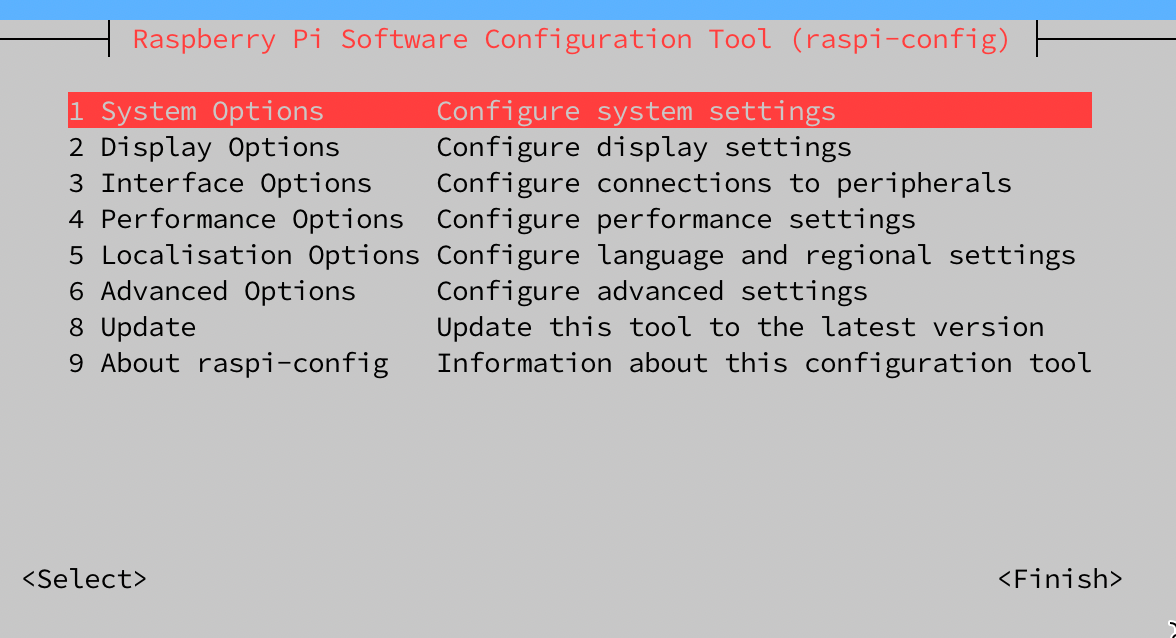 Raspberry Pi Software Configuration Tool (raspi-config)
1 System Options Configure system settings
2 Display Options Configure display settings
3 Interface Options Configure connections to peripherals
4 Performance Options Configure performance settings
5 Localisation Options Configure language and regional settings
6 Advanced Options Configure advanced settings
8 Update Update this tool to the latest version
9 About raspi-config Information about this configuration tool
<Select> <Finish>